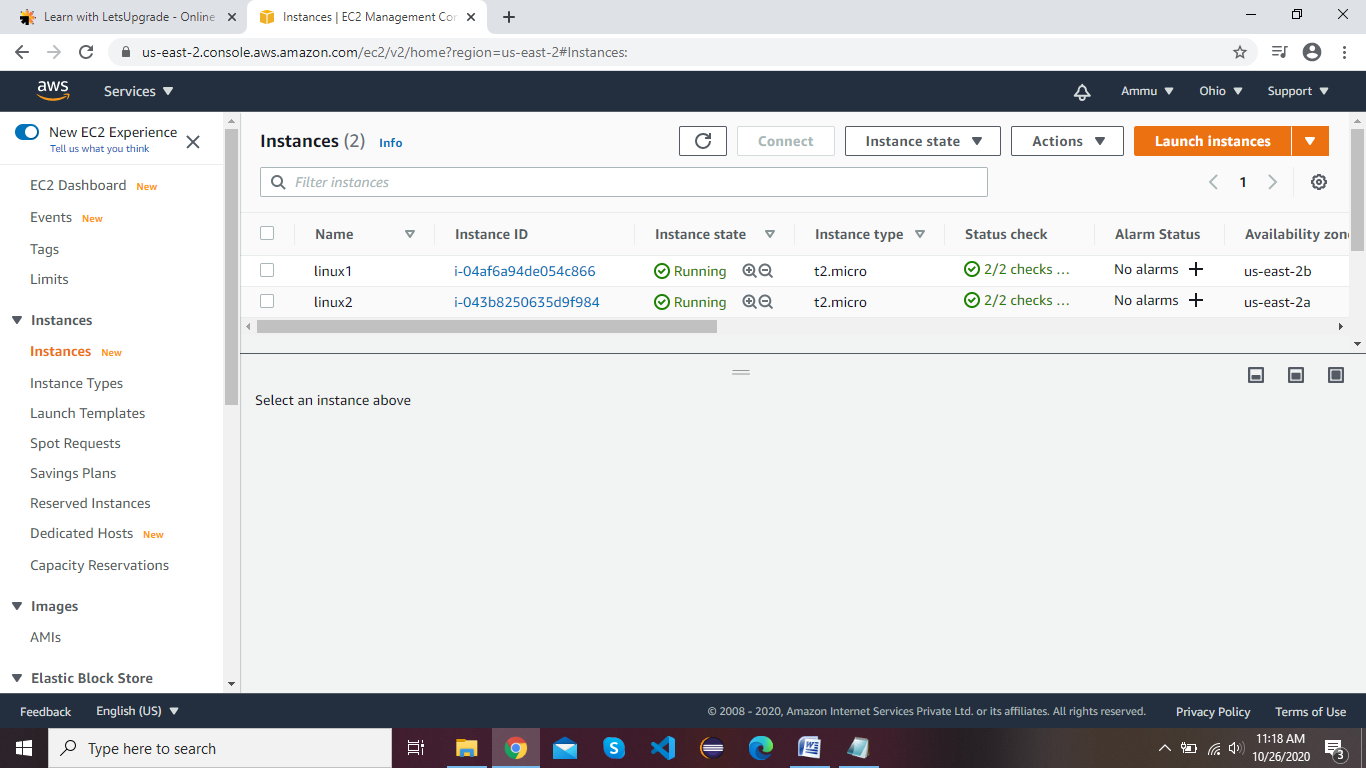 Learn with LetsUpgrade - Online
Instances | EC2 Management Con
us-east-2.console.aws.amazon.com/ec2/v2/home?region=us-east-2#Instances:
aws
Services
Ammu
Ohio
Support
New EC2 Experience
Tell us what you think
EC2 Dashboard New
Events New
Tags
Limits
Instances
Instances New
Instance Types
Launch Templates
Spot Requests
Savings Plans
Reserved Instances
Dedicated Hosts New
Capacity Reservations
Images
AMIs
Elastic Block Store
Instances (2) Info
Connect
Instance state
Actions
Launch instances
Filter instances
1
Name Instance ID Instance state Instance type Status check Alarm Status Availability zone
linux1 i-04af6a94de054c866 Running t2.micro 2/2 checks ... No alarms + us-east-2b
linux2 i-043b8250635d9f984 Running t2.micro 2/2 checks ... No alarms + us-east-2a
Select an instance above
Feedback English (US) © 2008 - 2020, Amazon Internet Services Private Ltd. or its affiliates. All rights reserved. Privacy Policy Terms of Use
Type here to search
11:18 AM
10/26/2020
3